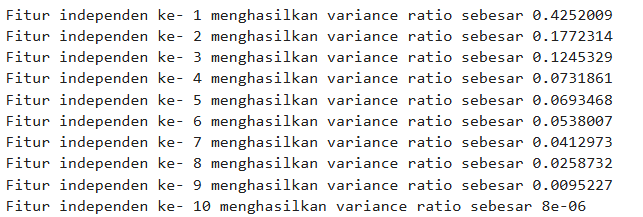 Fitur independen ke- 1 menghasilkan variance ratio sebesar 0.4252009
Fitur independen ke- 2 menghasilkan variance ratio sebesar 0.1772314
Fitur independen ke- 3 menghasilkan variance ratio sebesar 0.1245329
Fitur independen ke- 4 menghasilkan variance ratio sebesar 0.0731861
Fitur independen ke- 5 menghasilkan variance ratio sebesar 0.0693468
Fitur independen ke- 6 menghasilkan variance ratio sebesar 0.0538007
Fitur independen ke- 7 menghasilkan variance ratio sebesar 0.0412973
Fitur independen ke- 8 menghasilkan variance ratio sebesar 0.0258732
Fitur independen ke- 9 menghasilkan variance ratio sebesar 0.0095227
Fitur independen ke- 10 menghasilkan variance ratio sebesar 8e-06